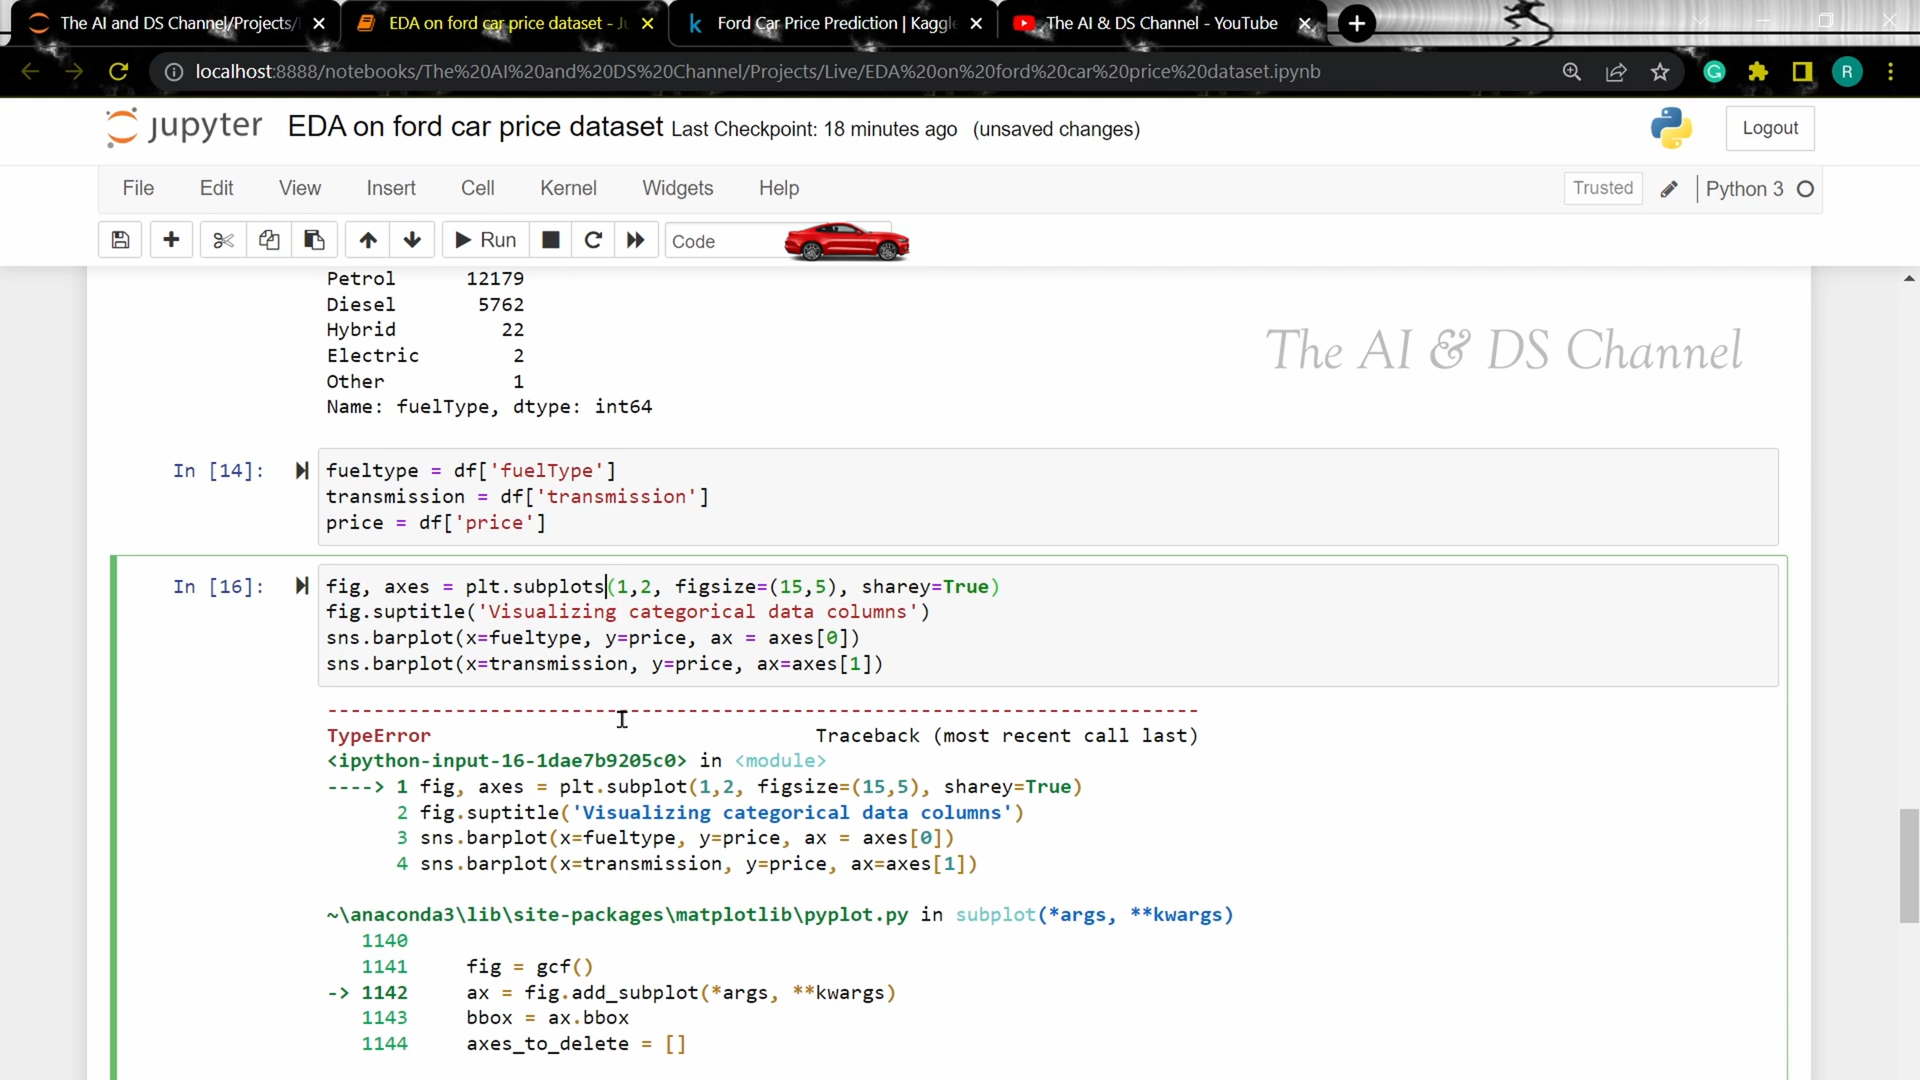 The AI and DS Channel/Projects/
EDA on ford car price dataset - Ju
Ford Car Price Prediction | Kaggle
The AI & DS Channel - YouTube
localhost:8888/notebooks/The%20AI%20and%20DS%20Channel/Projects/Live/EDA%20on%20ford%20car%20price%20dataset.ipynb
R
jupyter EDA on ford car price dataset Last Checkpoint: 18 minutes ago (unsaved changes)
Logout
File Edit View Insert Cell Kernel Widgets Help
Trusted Python 3
Run Code
Petrol 12179
Diesel 5762
Hybrid 22
Electric 2
Other 1
Name: fuelType, dtype: int64
The AI & DS Channel
In [14]: fueltype = df['fuelType']
transmission = df['transmission']
price = df['price']
In [16]: fig, axes = plt.subplots(1,2, figsize=(15,5), sharey=True)
fig.suptitle('Visualizing categorical data columns')
sns.barplot(x=fueltype, y=price, ax = axes[0])
sns.barplot(x=transmission, y=price, ax=axes[1])
---------------------------------------------------------------------------
TypeError Traceback (most recent call last)
<ipython-input-16-1dae7b9205c0> in <module>
----> 1 fig, axes = plt.subplot(1,2, figsize=(15,5), sharey=True)
2 fig.suptitle('Visualizing categorical data columns')
3 sns.barplot(x=fueltype, y=price, ax = axes[0])
4 sns.barplot(x=transmission, y=price, ax=axes[1])
~\anaconda3\lib\site-packages\matplotlib\pyplot.py in subplot(*args, **kwargs)
1140
1141 fig = gcf()
-> 1142 ax = fig.add_subplot(*args, **kwargs)
1143 bbox = ax.bbox
1144 axes_to_delete = []